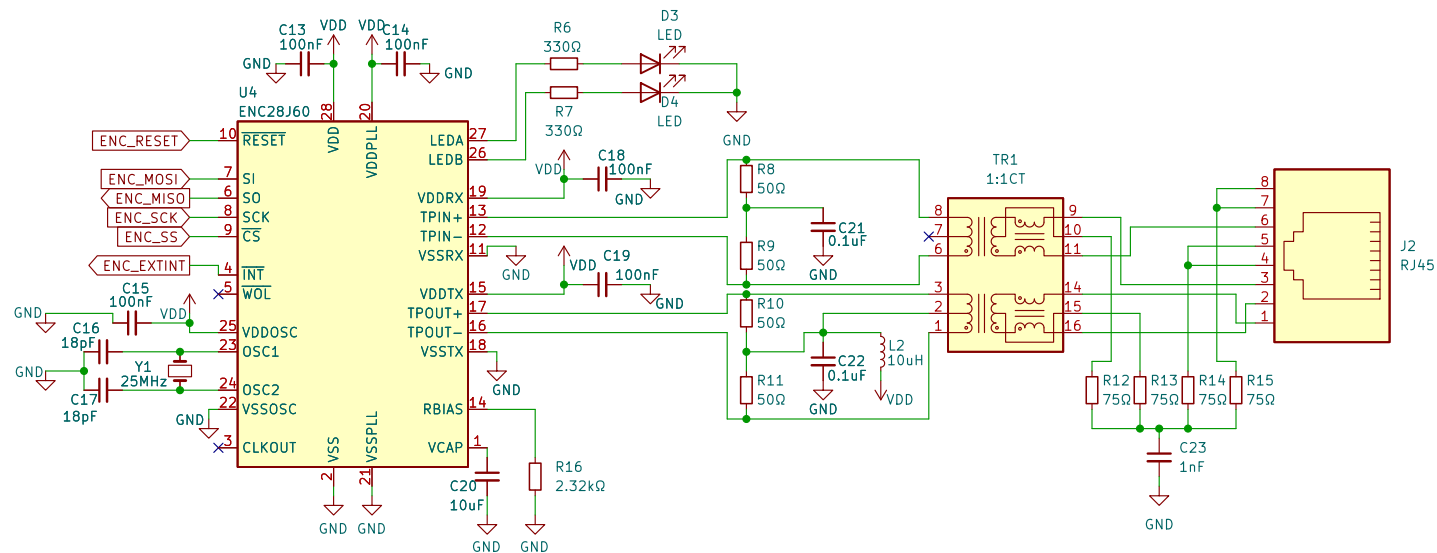 C13
100nF
VDD
VDD
C14
100nF
GND
GND
D3
LED
R6
330Ω
D4
LED
R7
330Ω
GND
U4
ENC28J60
28
VDD
20
VDDPLL
ENC_RESET
10
RESET
ENC_MOSI
7
SI
ENC_MISO
6
SO
ENC_SCK
8
SCK
ENC_SS
9
CS
ENC_EXTINT
4
INT
5
WOL
C15
100nF
GND
VDD
25
VDDOSC
C16
18pF
23
OSC1
GND
Y1
25MHz
24
OSC2
C17
18pF
GND
22
VSSOSC
3
CLKOUT
VSS
2
GND
VSSPLL
21
GND
LEDA
27
LEDB
26
VDDRX
19
TPIN+
13
TPIN-
12
VSSRX
11
VDDTX
15
TPOUT+
17
TPOUT-
16
VSSTX
18
RBIAS
14
VCAP
1
VDD
C18
100nF
GND
GND
VDD
C19
100nF
GND
GND
C20
10uF
GND
R16
2.32kΩ
GND
R8
50Ω
R9
50Ω
C21
0.1uF
GND
R10
50Ω
R11
50Ω
C22
0.1uF
GND
L2
10uH
VDD
TR1
1:1CT
8
7
6
3
2
1
9
10
11
14
15
16
8
7
6
5
4
3
2
1
J2
RJ45
R12
75Ω
R13
75Ω
R14
75Ω
R15
75Ω
C23
1nF
GND